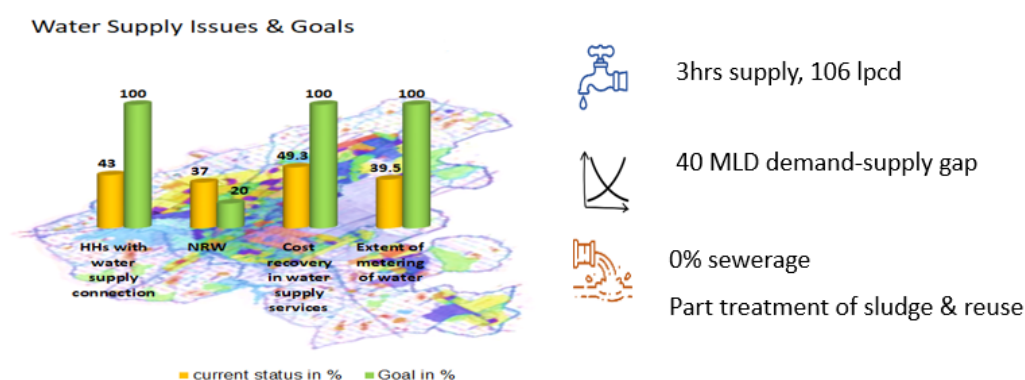 Water Supply Issues & Goals
100
100
100
43
37
20
49.3
39.5
HHs with
water
supply
connection
NRW
Cost
recovery
in water
supply
services
Extent of
metering
of water
current status in %
Goal in %
3hrs supply, 106 lpcd
40 MLD demand-supply gap
0% sewerage
Part treatment of sludge & reuse